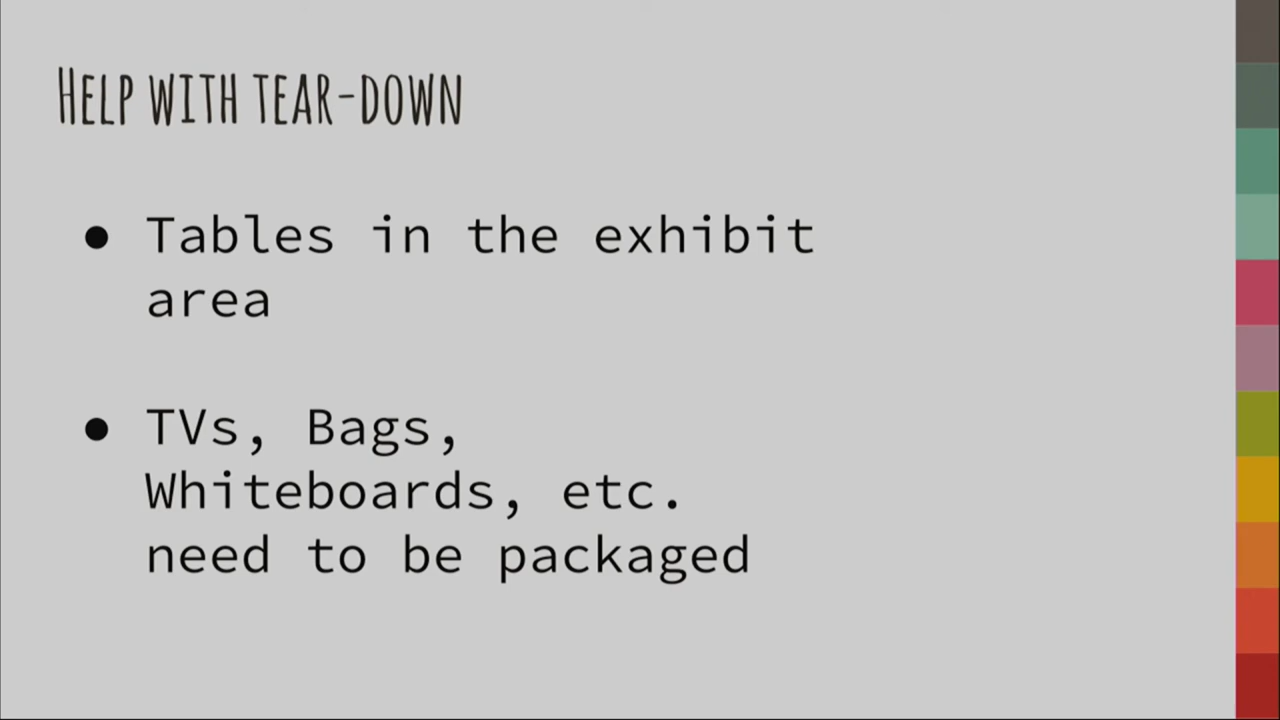 Help with tear-down
● Tables in the exhibit
area
● TVs, Bags,
Whiteboards, etc.
need to be packaged